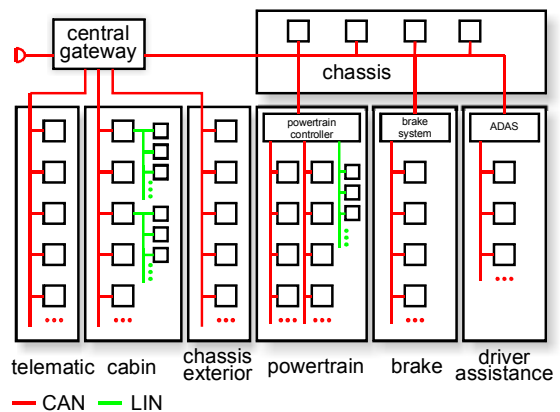 central
gateway
chassis
powertrain
controller
brake
system
ADAS
telematic
cabin
chassis
exterior
powertrain
brake
driver
assistance
CAN
LIN